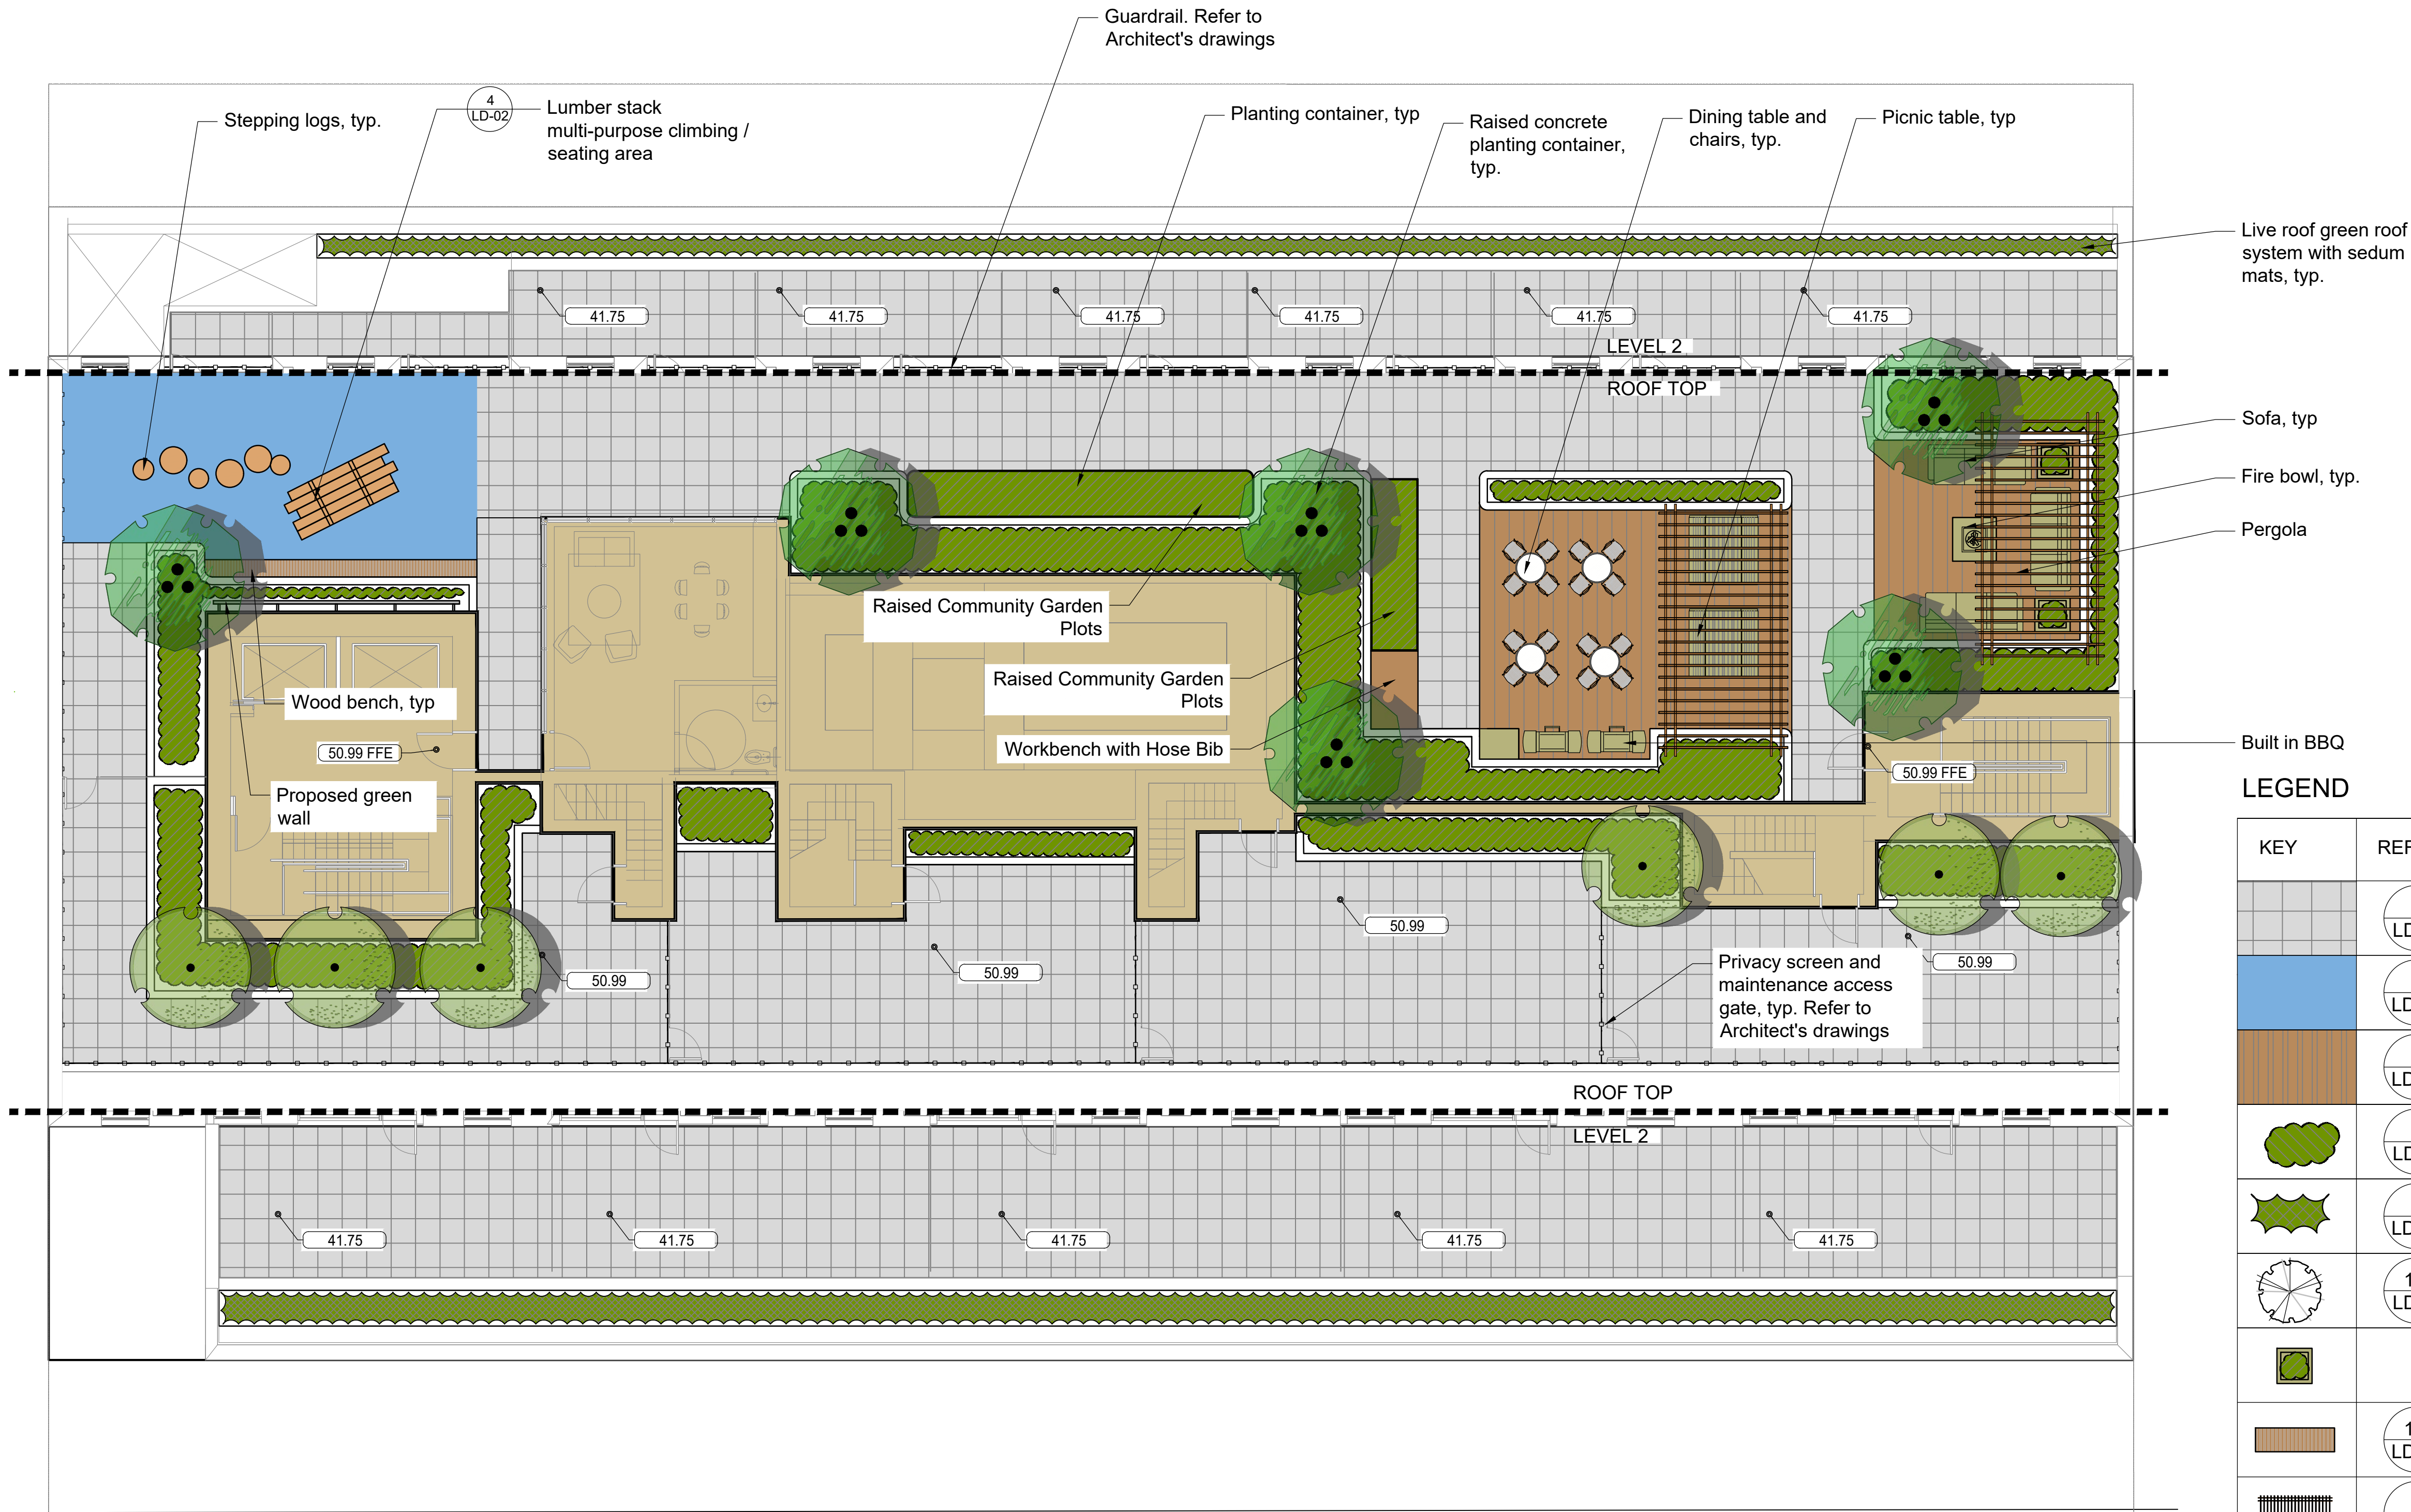 Guardrail. Refer to
Architect's drawings
4
LD-02
Lumber stack
multi-purpose climbing /
seating area
Stepping logs, typ.
Planting container, typ
Raised concrete
planting container,
typ.
Dining table and
chairs, typ.
Picnic table, typ
Live roof green roof
system with sedum
mats, typ.
41.75
41.75
41.75
41.75
41.75
41.75
LEVEL 2
ROOF TOP
Sofa, typ
Fire bowl, typ.
Pergola
Raised Community Garden
Plots
Raised Community Garden
Plots
Wood bench, typ
Workbench with Hose Bib
50.99 FFE
Built in BBQ
50.99 FFE
Proposed green
wall
LEGEND
KEY
50.99
50.99
50.99
50.99
Privacy screen and
maintenance access
gate, typ. Refer to
Architect's drawings
ROOF TOP
LEVEL 2
41.75
41.75
41.75
41.75
41.75